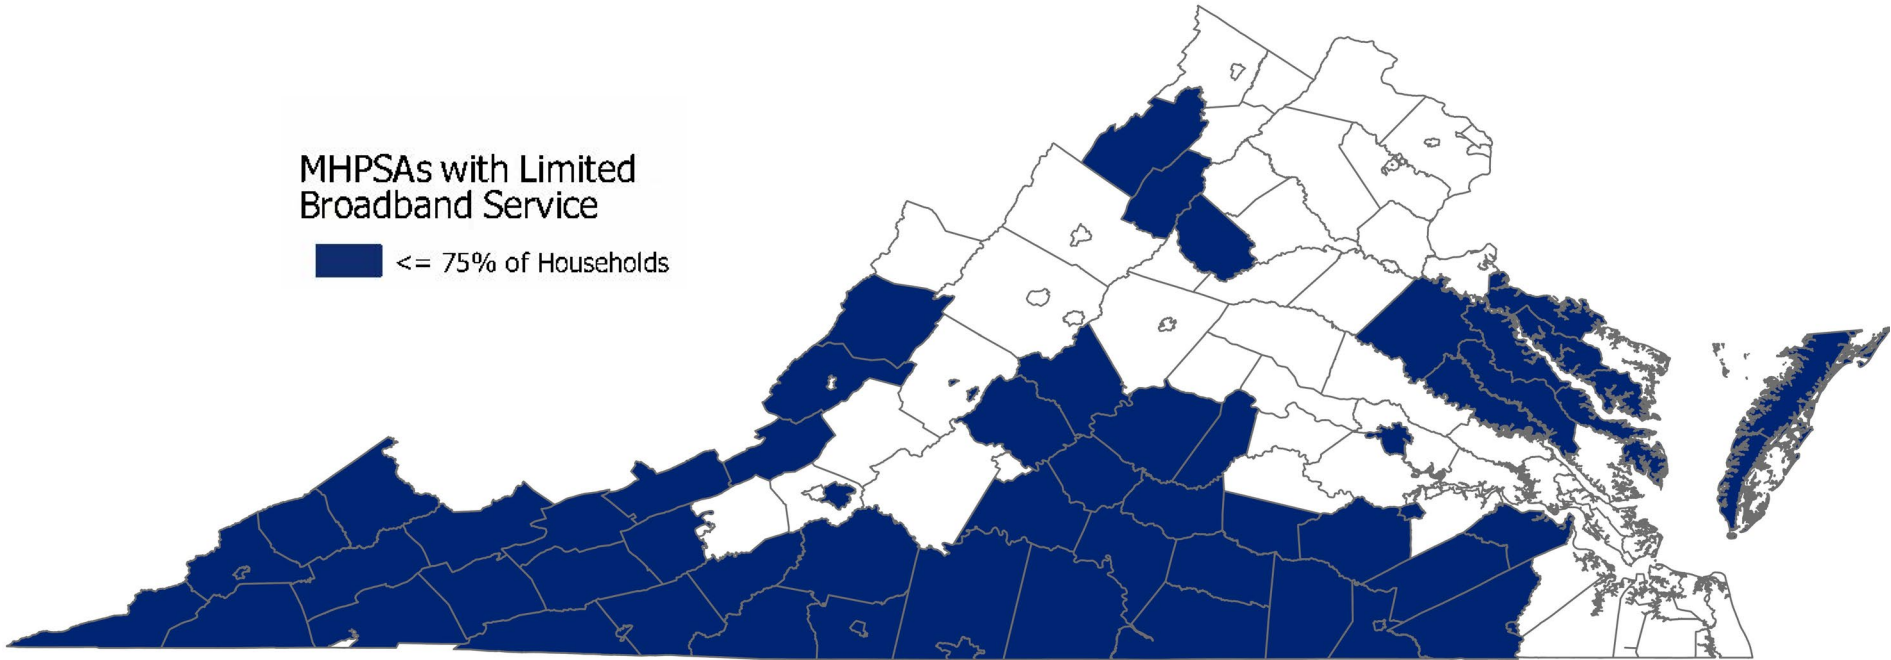 MHPSAs with Limited
Broadband Service
<= 75% of Households